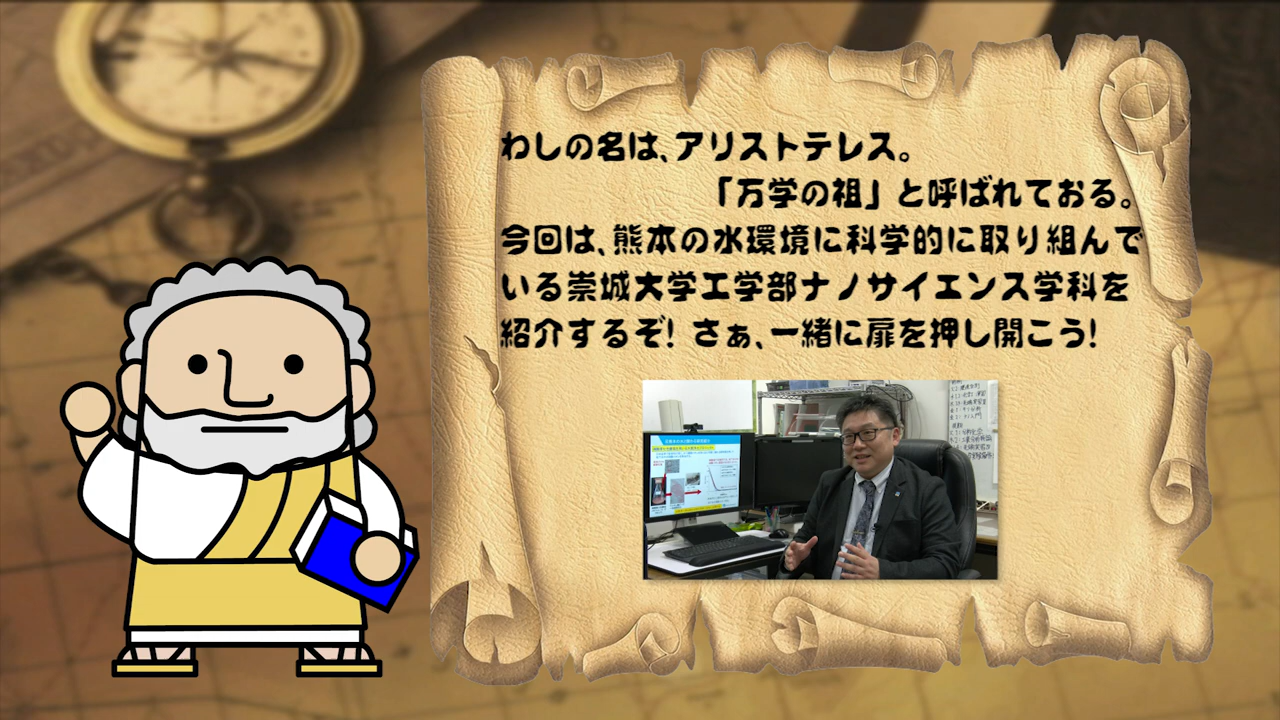 わしの名は、アリストテレス。
「万学の祖」と呼ばれておる。
今回は、熊本の水環境に科学的に取り組んで
いる崇城大学工学部ナノサイエンス学科を
紹介するぞ! さぁ、一緒に扉を押し開こう!